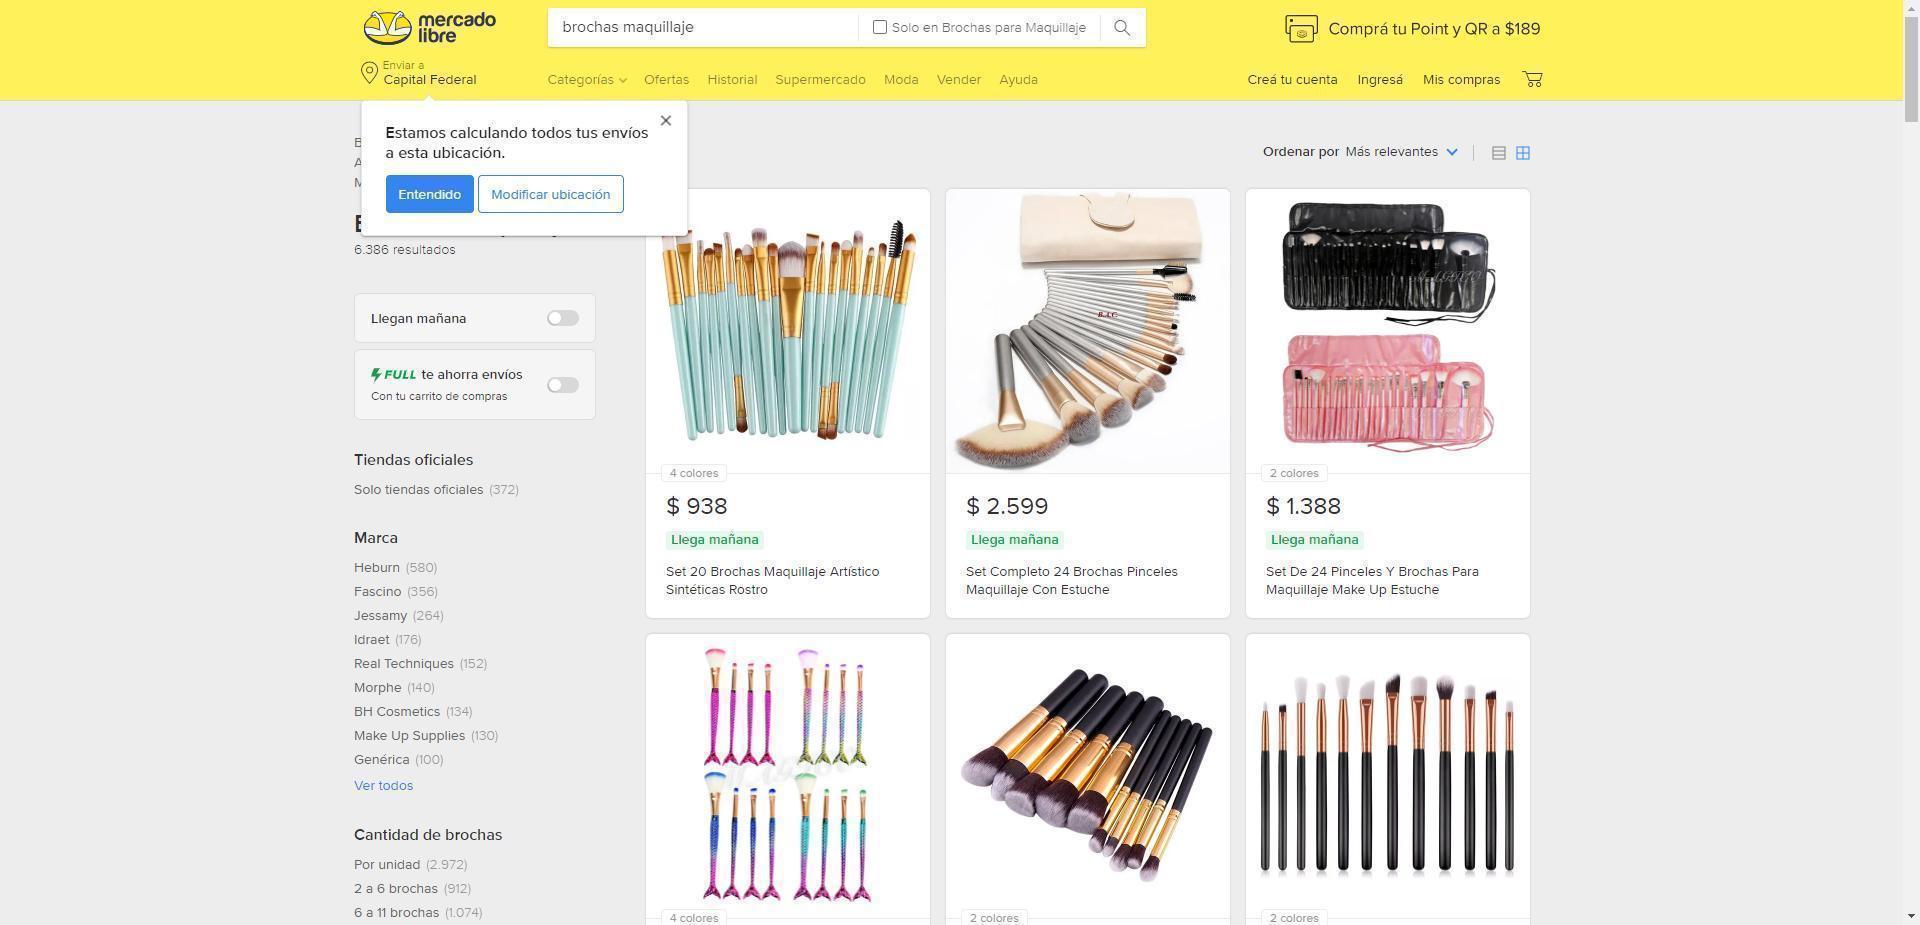 mercado
libre
brochas maquillaje
Solo en Brochas para Maquillaje
Comprá tu Point y QR a $189
Enviar a
Capital Federal
Categorías
Ofertas
Historial
Supermercado
Moda
Vender
Ayuda
Creá tu cuenta
Ingresá
Mis compras
Estamos calculando todos tus envíos
a esta ubicación.
Entendido
Modificar ubicación
Ordenar por Más relevantes
6.386 resultados
Llegan mañana
FULL te ahorra envíos
Con tu carrito de compras
Tiendas oficiales
Solo tiendas oficiales (372)
Marca
Heburn (580)
Fascino (356)
Jessamy (264)
Idraet (176)
Real Techniques (152)
Morphe (140)
BH Cosmetics (134)
Make Up Supplies (130)
Genérica (100)
Ver todos
Cantidad de brochas
Por unidad (2.972)
2 a 6 brochas (912)
6 a 11 brochas (1.074)
4 colores
$ 938
Llega mañana
Set 20 Brochas Maquillaje Artístico
Sintéticas Rostro
$ 2.599
Llega mañana
Set Completo 24 Brochas Pinceles
Maquillaje Con Estuche
2 colores
$ 1.388
Llega mañana
Set De 24 Pinceles Y Brochas Para
Maquillaje Make Up Estuche
4 colores
2 colores
2 colores